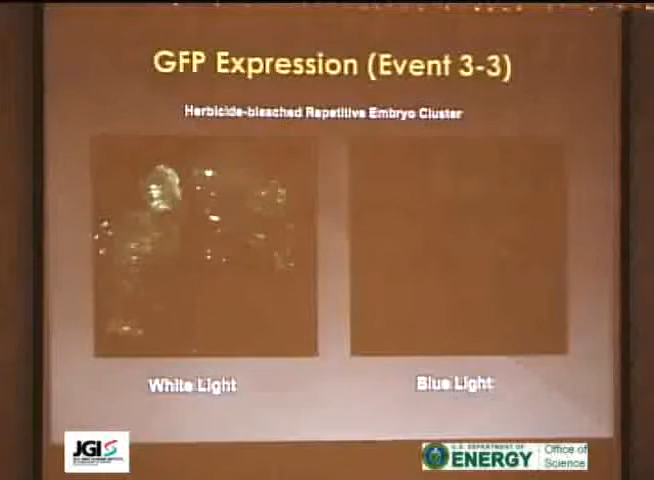 GFP Expression (Event 3-3)
Herbicide-bleached Repetitive Embryo Cluster
White Light
Blue Light
JGI
U.S. DEPARTMENT OF
ENERGY
Office of
Science